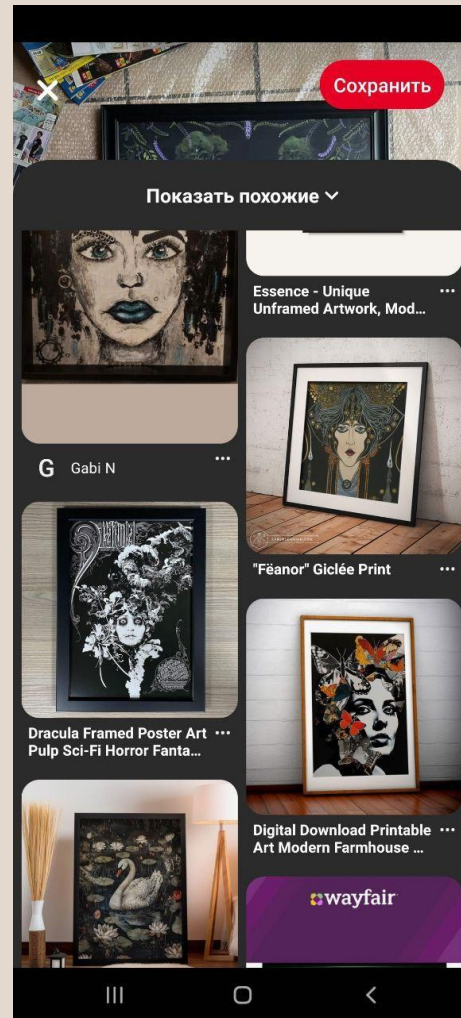 Сохранить
Показать похожие
Essence - Unique
Unframed Artwork, Mod...
G Gabi N
"Fëanor" Giclée Print
Dracula Framed Poster Art
Pulp Sci-Fi Horror Fanta...
Digital Download Printable
Art Modern Farmhouse ...
wayfair